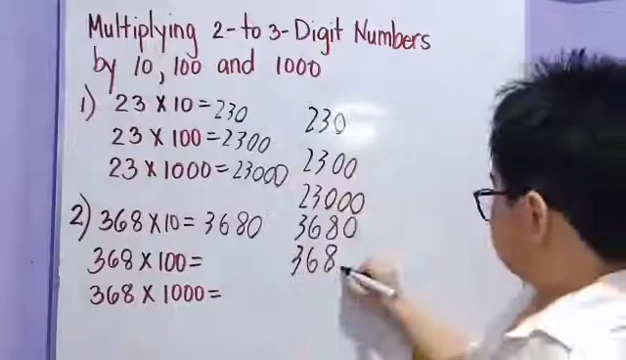 Multiplying 2-to 3-Digit Numbers
by 10, 100 and 1000
1) 23 x 10 = 230 230
23 x 100 = 2300 2300
23 x 1000 = 23000 23000
2) 368 x 10 = 3680 3680
368 x 100 = 368
368 x 1000 =